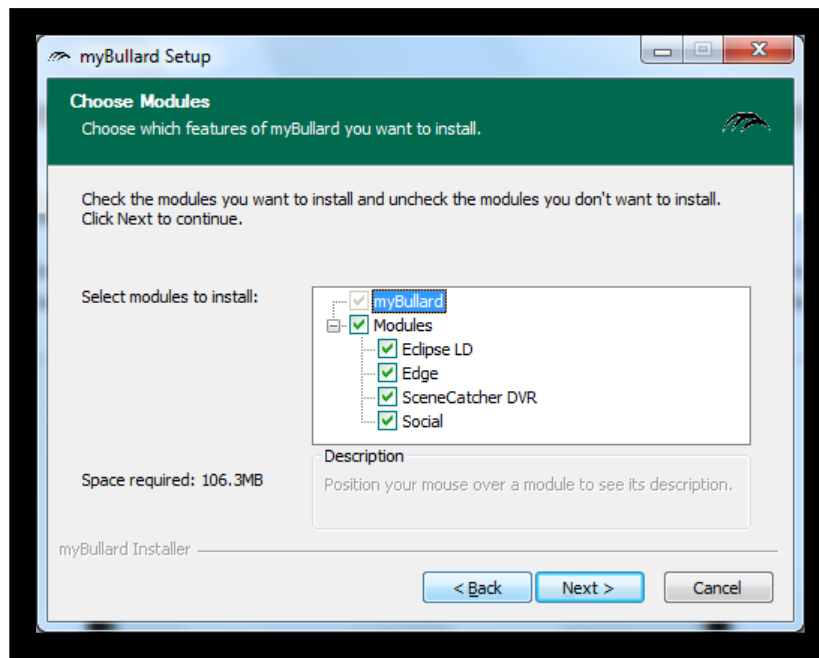 myBullard Setup
Choose Modules
Choose which features of myBullard you want to install.
Check the modules you want to install and uncheck the modules you don't want to install.
Click Next to continue.
Select modules to install:
myBullard
Modules
Eclipse LD
Edge
SceneCatcher DVR
Social
Space required: 106.3MB
Description
Position your mouse over a module to see its description.
myBullard Installer
< Back Next > Cancel